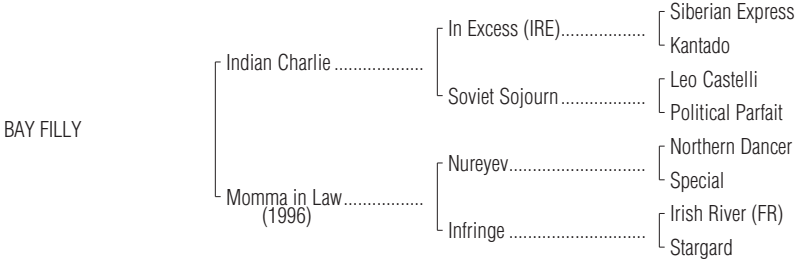 Siberian Express
In Excess (IRE)...................
Kantado
Indian Charlie ....................
Leo Castelli
Soviet Sojourn...................
Political Parfait
BAY FILLY
Northern Dancer
Nureyev.............................
Special
Momma in Law..................
(1996)
Irish River (FR)
Infringe .............................
Stargard